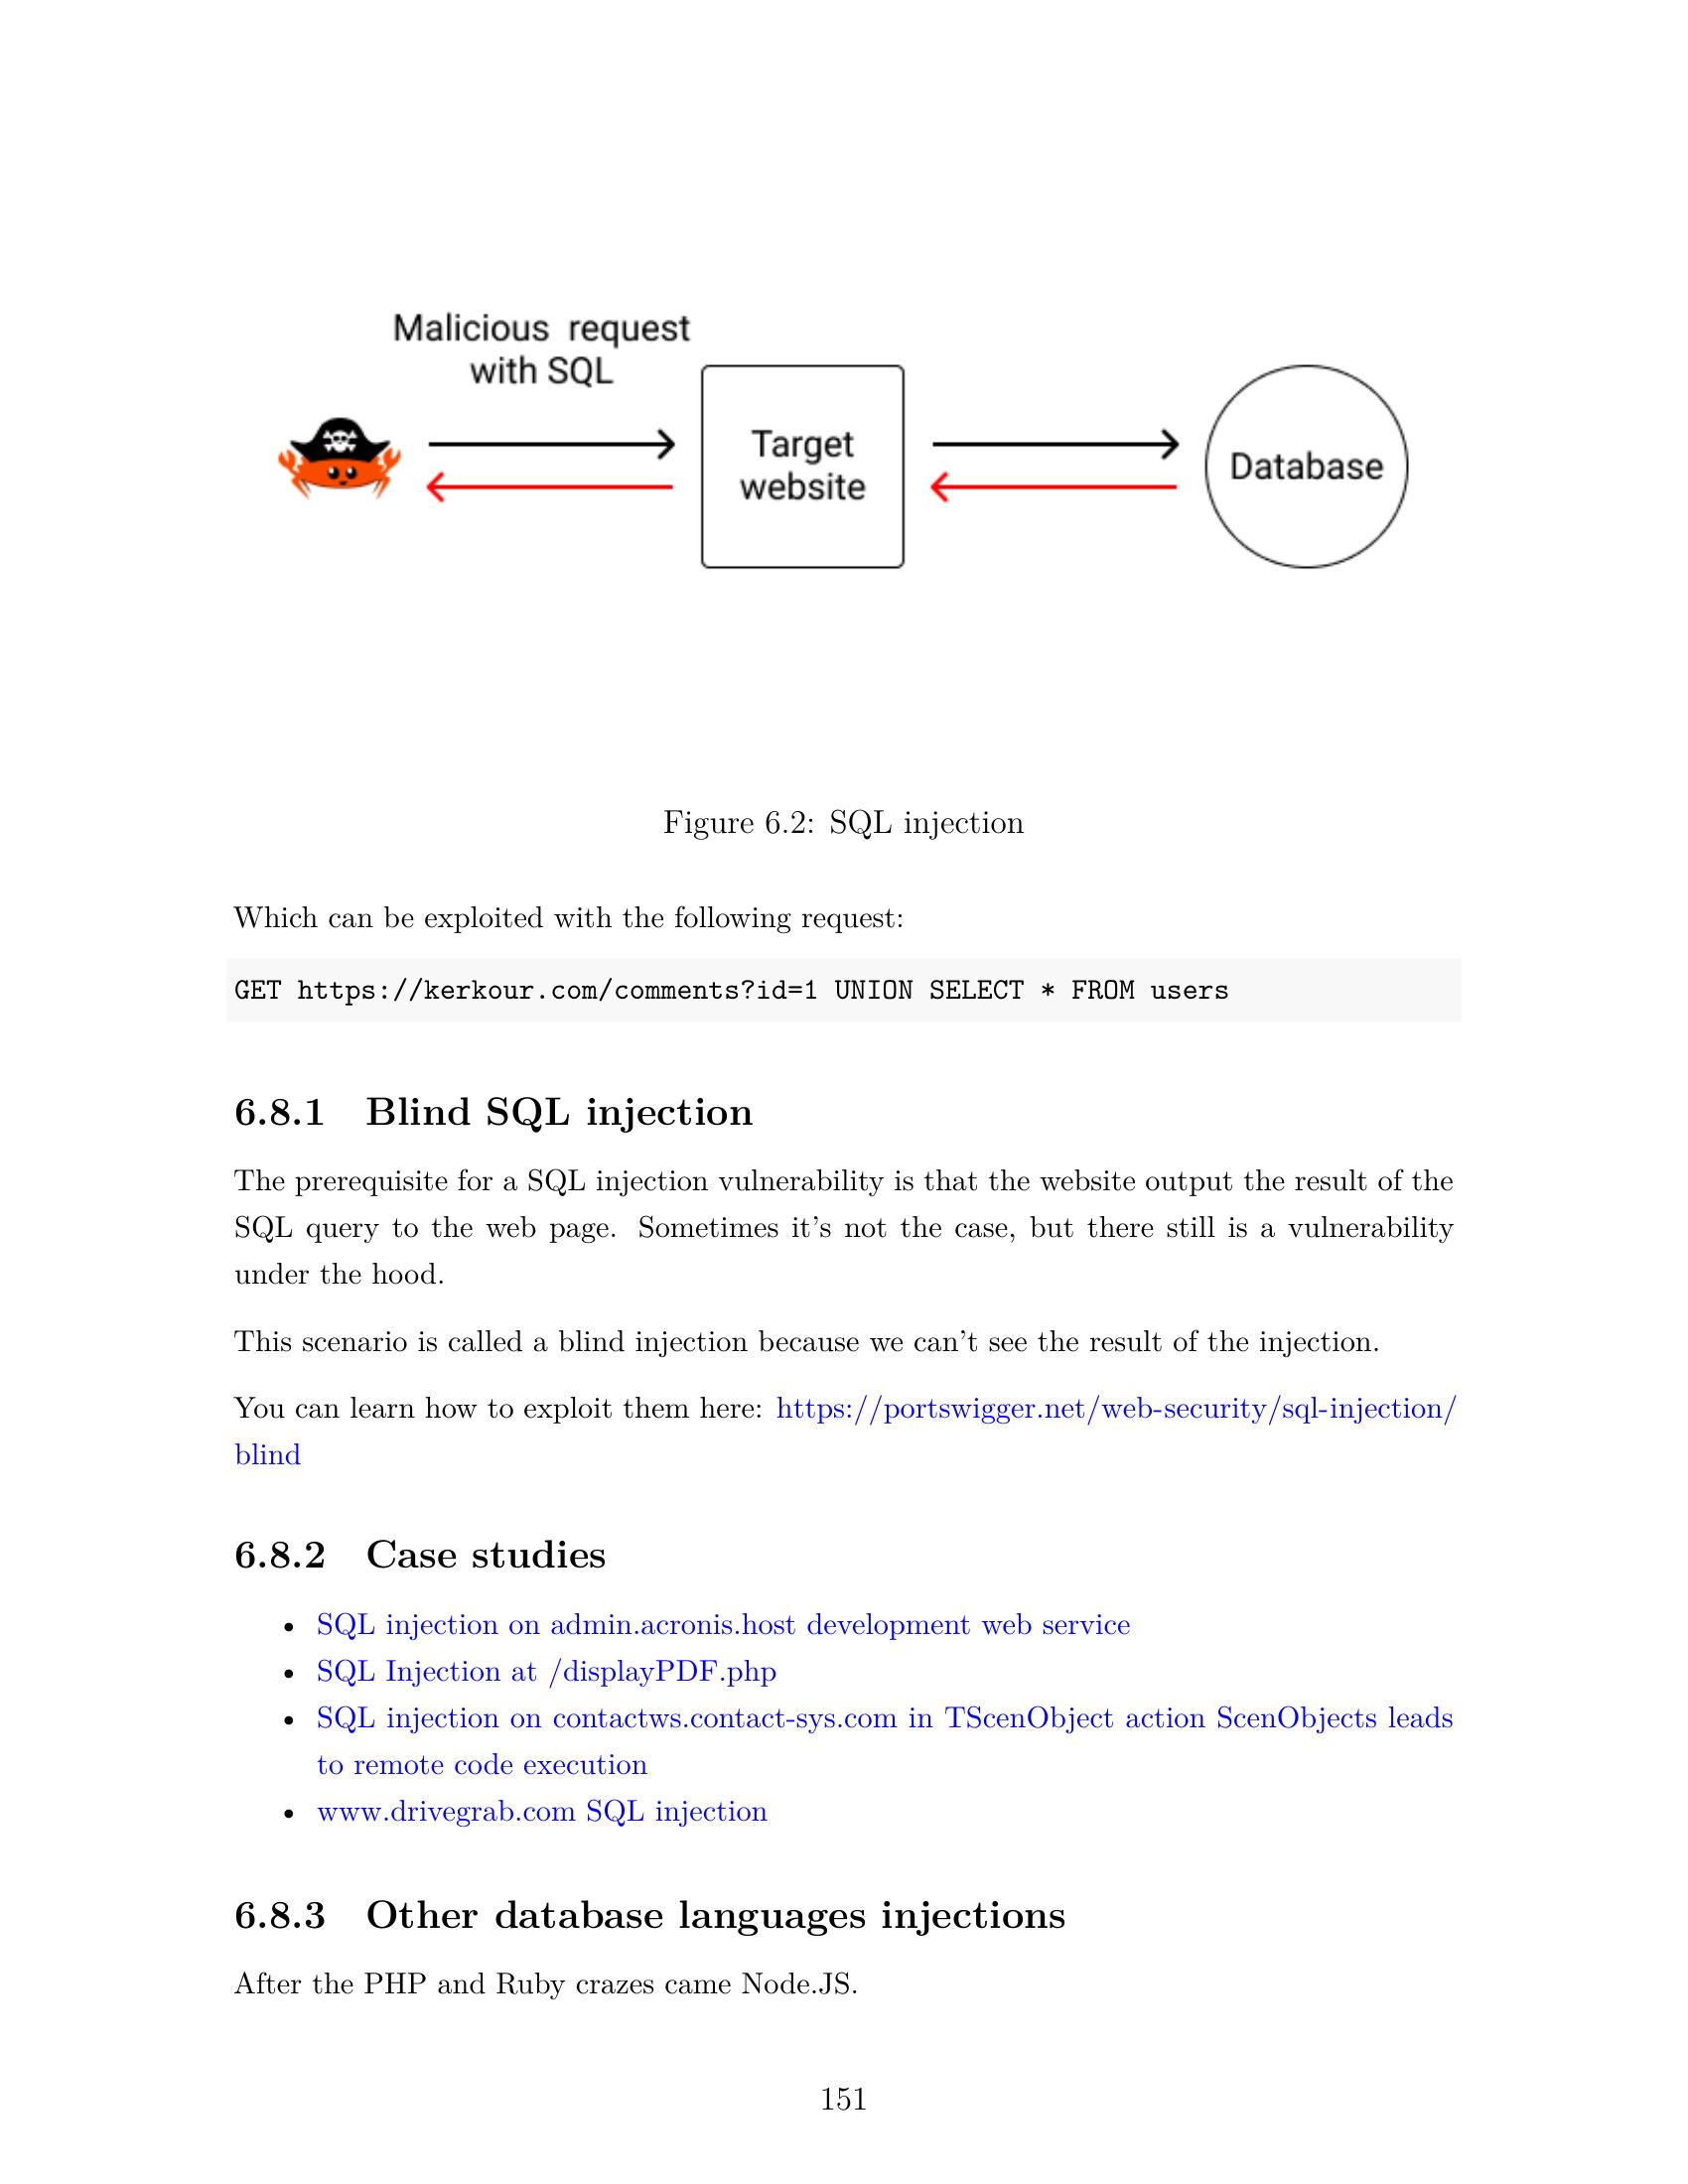 Malicious request
with SQL
Target
website
Database
Figure 6.2: SQL injection
Which can be exploited with the following request:
GET https://kerkour.com/comments?id=1 UNION SELECT * FROM users
6.8.1 Blind SQL injection
The prerequisite for a SQL injection vulnerability is that the website output the result of the
SQL query to the web page. Sometimes it's not the case, but there still is a vulnerability
under the hood.
This scenario is called a blind injection because we can't see the result of the injection.
You can learn how to exploit them here: https://portswigger.net/web-security/sql-injection/
blind
6.8.2 Case studies
• SQL injection on admin.acronis.host development web service
• SQL Injection at /displayPDF.php
• SQL injection on contactws.contact-sys.com in TScenObject action ScenObjects leads
to remote code execution
• www.drivegrab.com SQL injection
6.8.3 Other database languages injections
After the PHP and Ruby crazes came Node.JS.
151